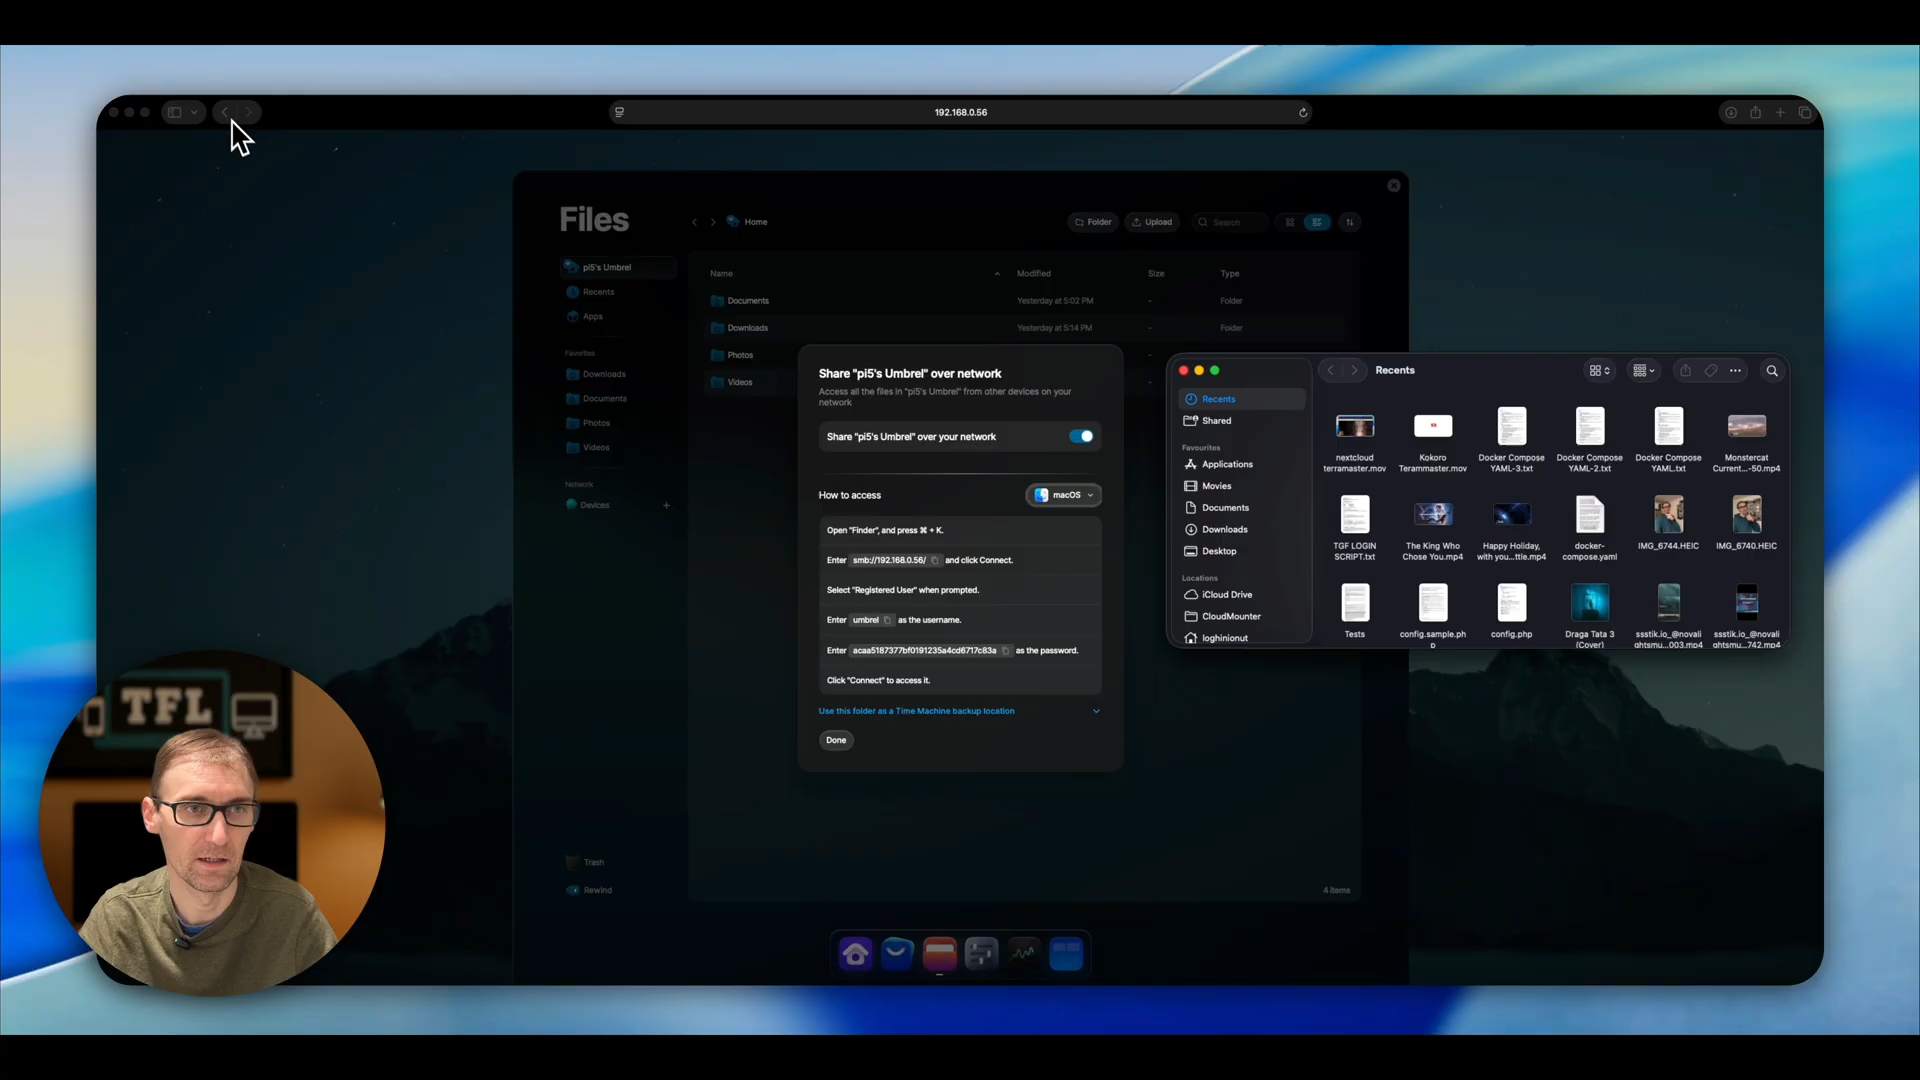 192.168.0.56
Files
Home
Folder
Upload
Search
pi5's Umbrel
Recents
Apps
Favorites
Downloads
Documents
Photos
Videos
Network
Devices
Trash
Rewind
Name
Modified
Size
Type
Documents
Yesterday at 5:02 PM
-
Folder
Downloads
Yesterday at 5:14 PM
-
Folder
Photos
-
Videos
4 items
Share "pi5's Umbrel" over network
Access all the files in "pi5's Umbrel" from other devices on your
network
Share "pi5's Umbrel" over your network
How to access
macOS
Open "Finder", and press ⌘ + K.
Enter smb://192.168.0.56/ and click Connect.
Select "Registered User" when prompted.
Enter umbrel as the username.
Enter acaa5187377bf0191235a4cd6717c83a as the password.
Click "Connect" to access it.
Use this folder as a Time Machine backup location
Done
Recents
Shared
Favourites
Applications
Movies
Documents
Downloads
Desktop
Locations
iCloud Drive
CloudMounter
loghinionut
Recents
nextcloud
terramaster.mov
Kokoro
Terammaster.mov
Docker Compose
YAML-3.txt
Docker Compose
YAML-2.txt
Docker Compose
YAML.txt
Monstercat
Current...-50.mp4
TGF LOGIN
SCRIPT.txt
The King Who
Chose You.mp4
Happy Holiday,
with you...ttle.mp4
docker-
compose.yaml
IMG_6744.HEIC
IMG_6740.HEIC
Tests
config.sample.ph
p
config.php
Draga Tata 3
(Cover)
ssstik.io_@novali
ghtsmu...003.mp4
ssstik.io_@novali
ghtsmu...742.mp4
TFL